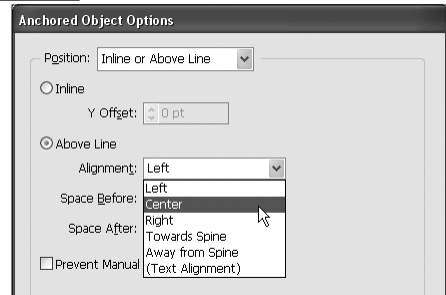 Anchored Object Options
Position: Inline or Above Line
Inline
Y Offset: 0 pt
Above Line
Alignment: Left
Left
Space Before: Center
Right
Space After: Towards Spine
Away from Spine
Prevent Manual (Text Alignment)